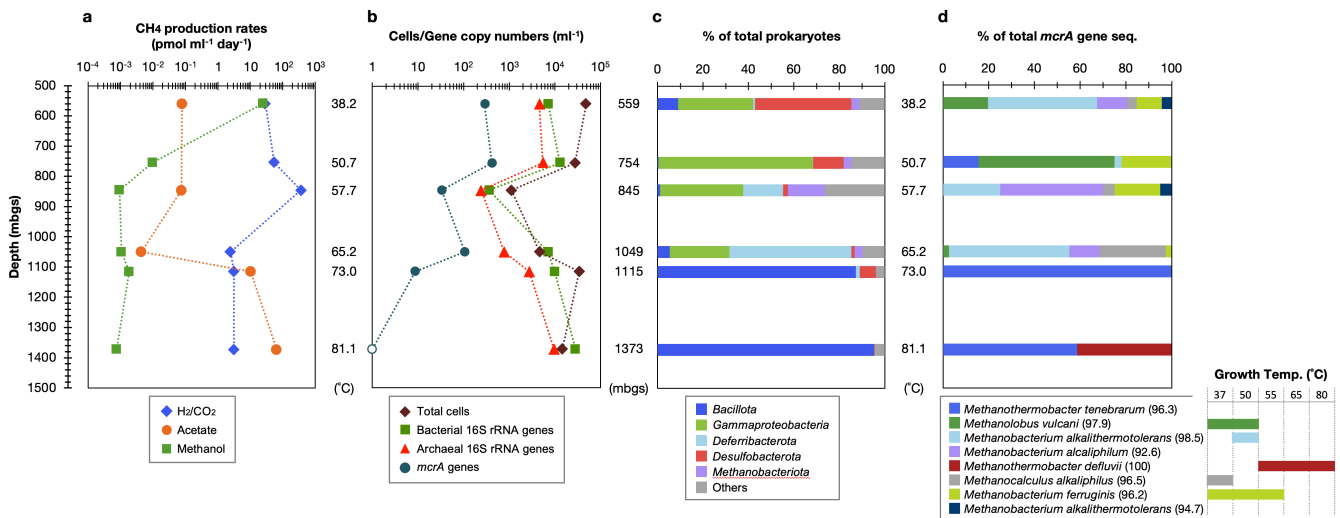 a
CH4 production rates
(pmol ml-1 day-1)
10-4 10-3 10-2 10-1 1 10 102 103
Depth (mbgs)
500
600
700
800
900
1000
1100
1200
1300
1400
1500
38.2
50.7
57.7
65.2
73.0
81.1
(˚C)
H2/CO2
Acetate
Methanol
b
Cells/Gene copy numbers (ml-1)
1 10 102 103 104 105
Total cells
Bacterial 16S rRNA genes
Archaeal 16S rRNA genes
mcrA genes
c
% of total prokaryotes
0 20 40 60 80 100
559
754
845
1049
1115
1373
(mbgs)
Bacillota
Gammaproteobacteria
Deferribacterota
Desulfobacterota
Methanobacteriota
Others
d
% of total mcrA gene seq.
0 20 40 60 80 100
38.2
50.7
57.7
65.2
73.0
81.1
(˚C)
Methanothermobacter tenebrarum (96.3)
Methanolobus vulcani (97.9)
Methanobacterium alkalithermotolerans (98.5)
Methanobacterium alcaliphilum (92.6)
Methanothermobacter defluvii (100)
Methanocalculus alkaliphilus (96.5)
Methanobacterium ferruginis (96.2)
Methanobacterium alkalithermotolerans (94.7)
Growth Temp. (˚C)
37 50 55 65 80